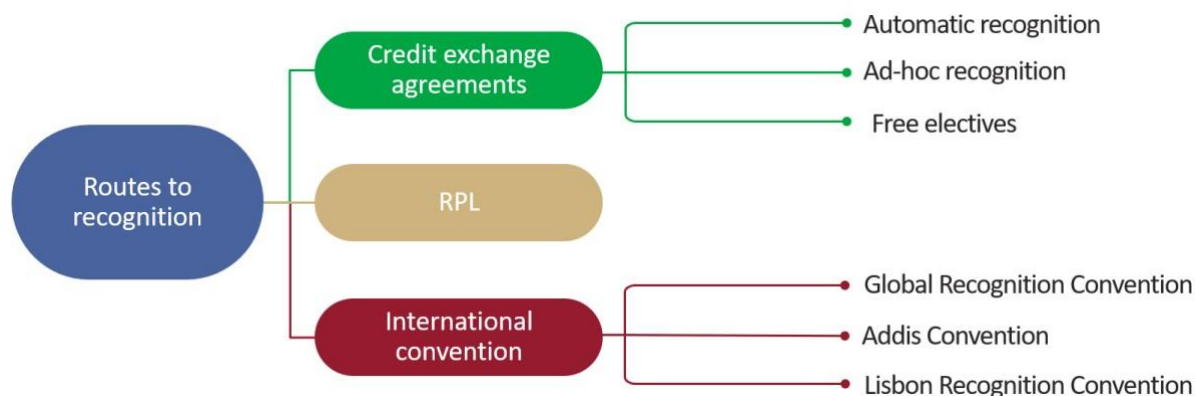 Routes to
recognition
Credit exchange
agreements
Automatic recognition
Ad-hoc recognition
Free electives
RPL
International
convention
Global Recognition Convention
Addis Convention
Lisbon Recognition Convention